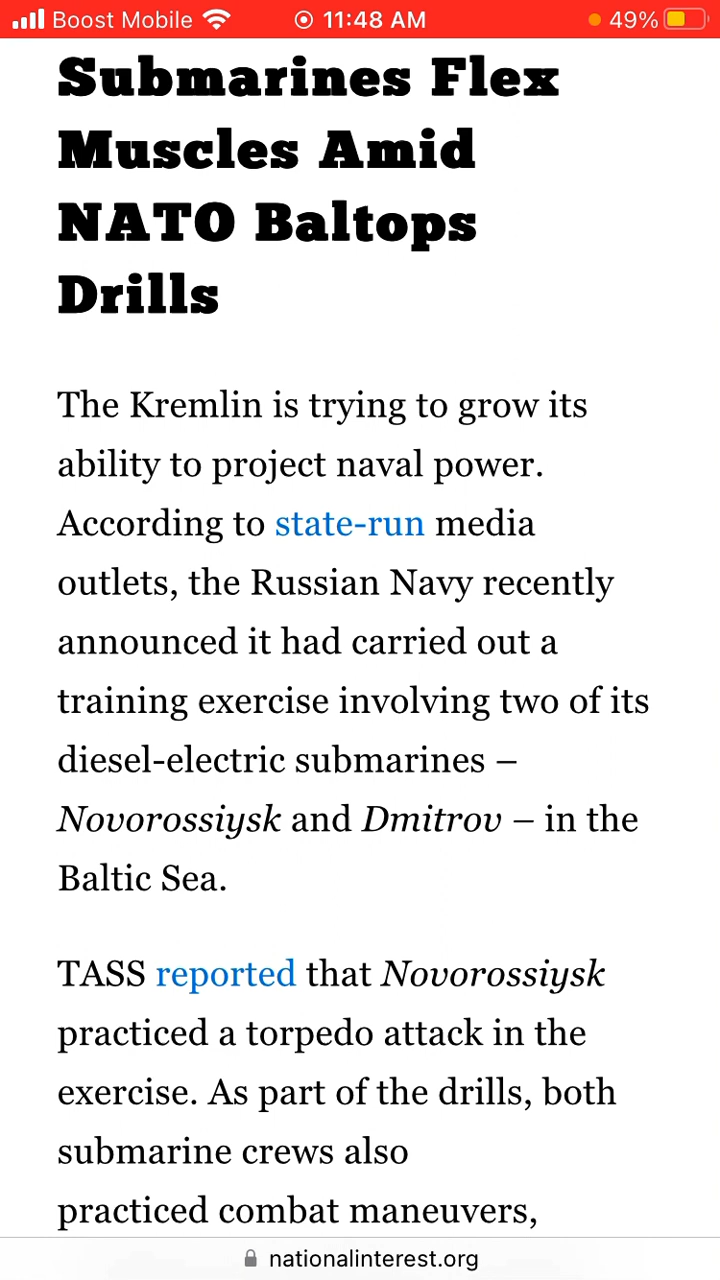 Boost Mobile 11:48 AM 49%
Submarines Flex
Muscles Amid
NATO Baltops
Drills
The Kremlin is trying to grow its
ability to project naval power.
According to state-run media
outlets, the Russian Navy recently
announced it had carried out a
training exercise involving two of its
diesel-electric submarines –
Novorossiysk and Dmitrov – in the
Baltic Sea.
TASS reported that Novorossiysk
practiced a torpedo attack in the
exercise. As part of the drills, both
submarine crews also
practiced combat maneuvers,
nationalinterest.org